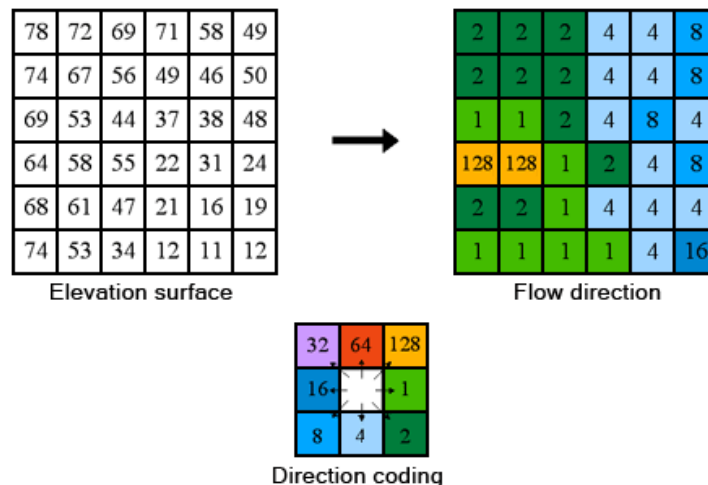 78 72 69 71 58 49 2 2 2 4 4 8
74 67 56 49 46 50 2 2 2 4 4 8
69 53 44 37 38 48 1 1 2 4 8 4
64 58 55 22 31 24 128 128 1 2 4 8
68 61 47 21 16 19 2 2 1 4 4 4
74 53 34 12 11 12 1 1 1 1 4 16
Elevation surface Flow direction
32 64 128
16 1
8 4 2
Direction coding